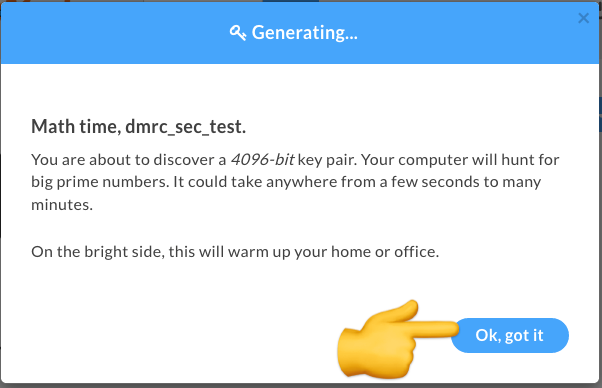 Generating...
Math time, dmrc_sec_test.
You are about to discover a 4096-bit key pair. Your computer will hunt for
big prime numbers. It could take anywhere from a few seconds to many
minutes.
On the bright side, this will warm up your home or office.
Ok, got it